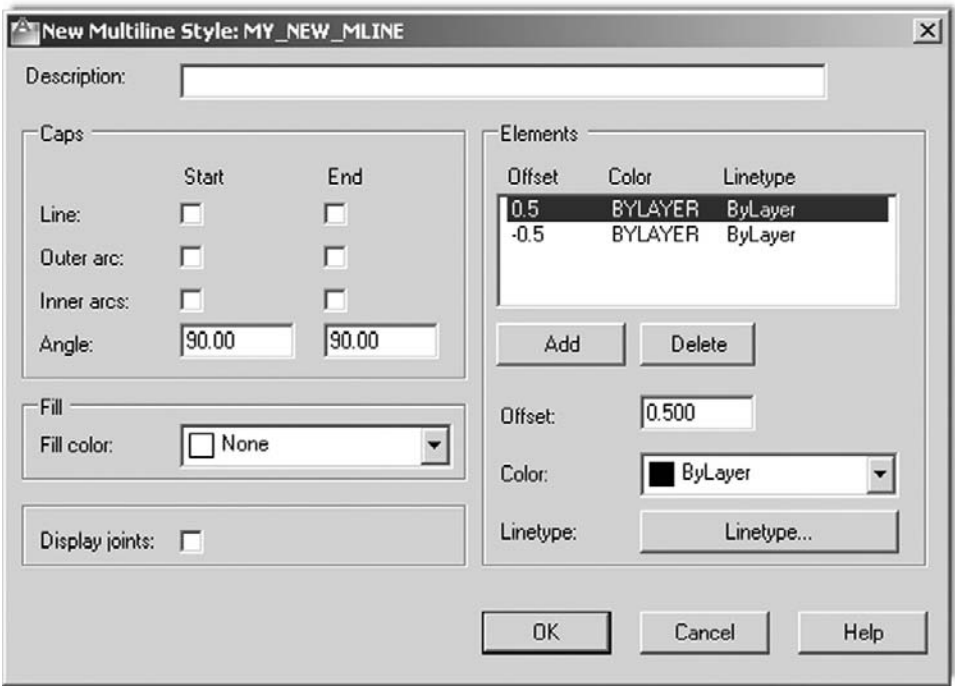 New Multiline Style: MY_NEW_MLINE
Description:
Caps
Start End
Line:
Outer arc:
Inner arcs:
Angle: 90.00 90.00
Fill
Fill color: None
Display joints:
Elements
Offset Color Linetype
0.5 BYLAYER ByLayer
-0.5 BYLAYER ByLayer
Add Delete
Offset: 0.500
Color: ByLayer
Linetype: Linetype...
OK Cancel Help